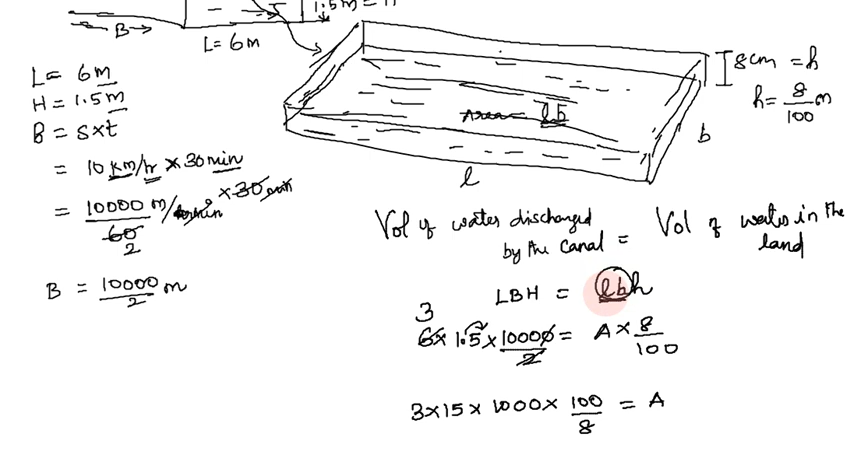 1.5m = H
B →
L = 6m
8cm = h
h = 8/100 m
Area = lb
b
l
L = 6m
H = 1.5m
B = s×t
= 10 km/hr × 30 min
= 10000/60 m/min × 30 min
2
B = 10000/2 m
Vol of water discharged by the canal = Vol of water in the land
LBH = lbh
3
6 × 1.5 × 10000/2 = A × 8/100
3 × 15 × 1000 × 100/8 = A